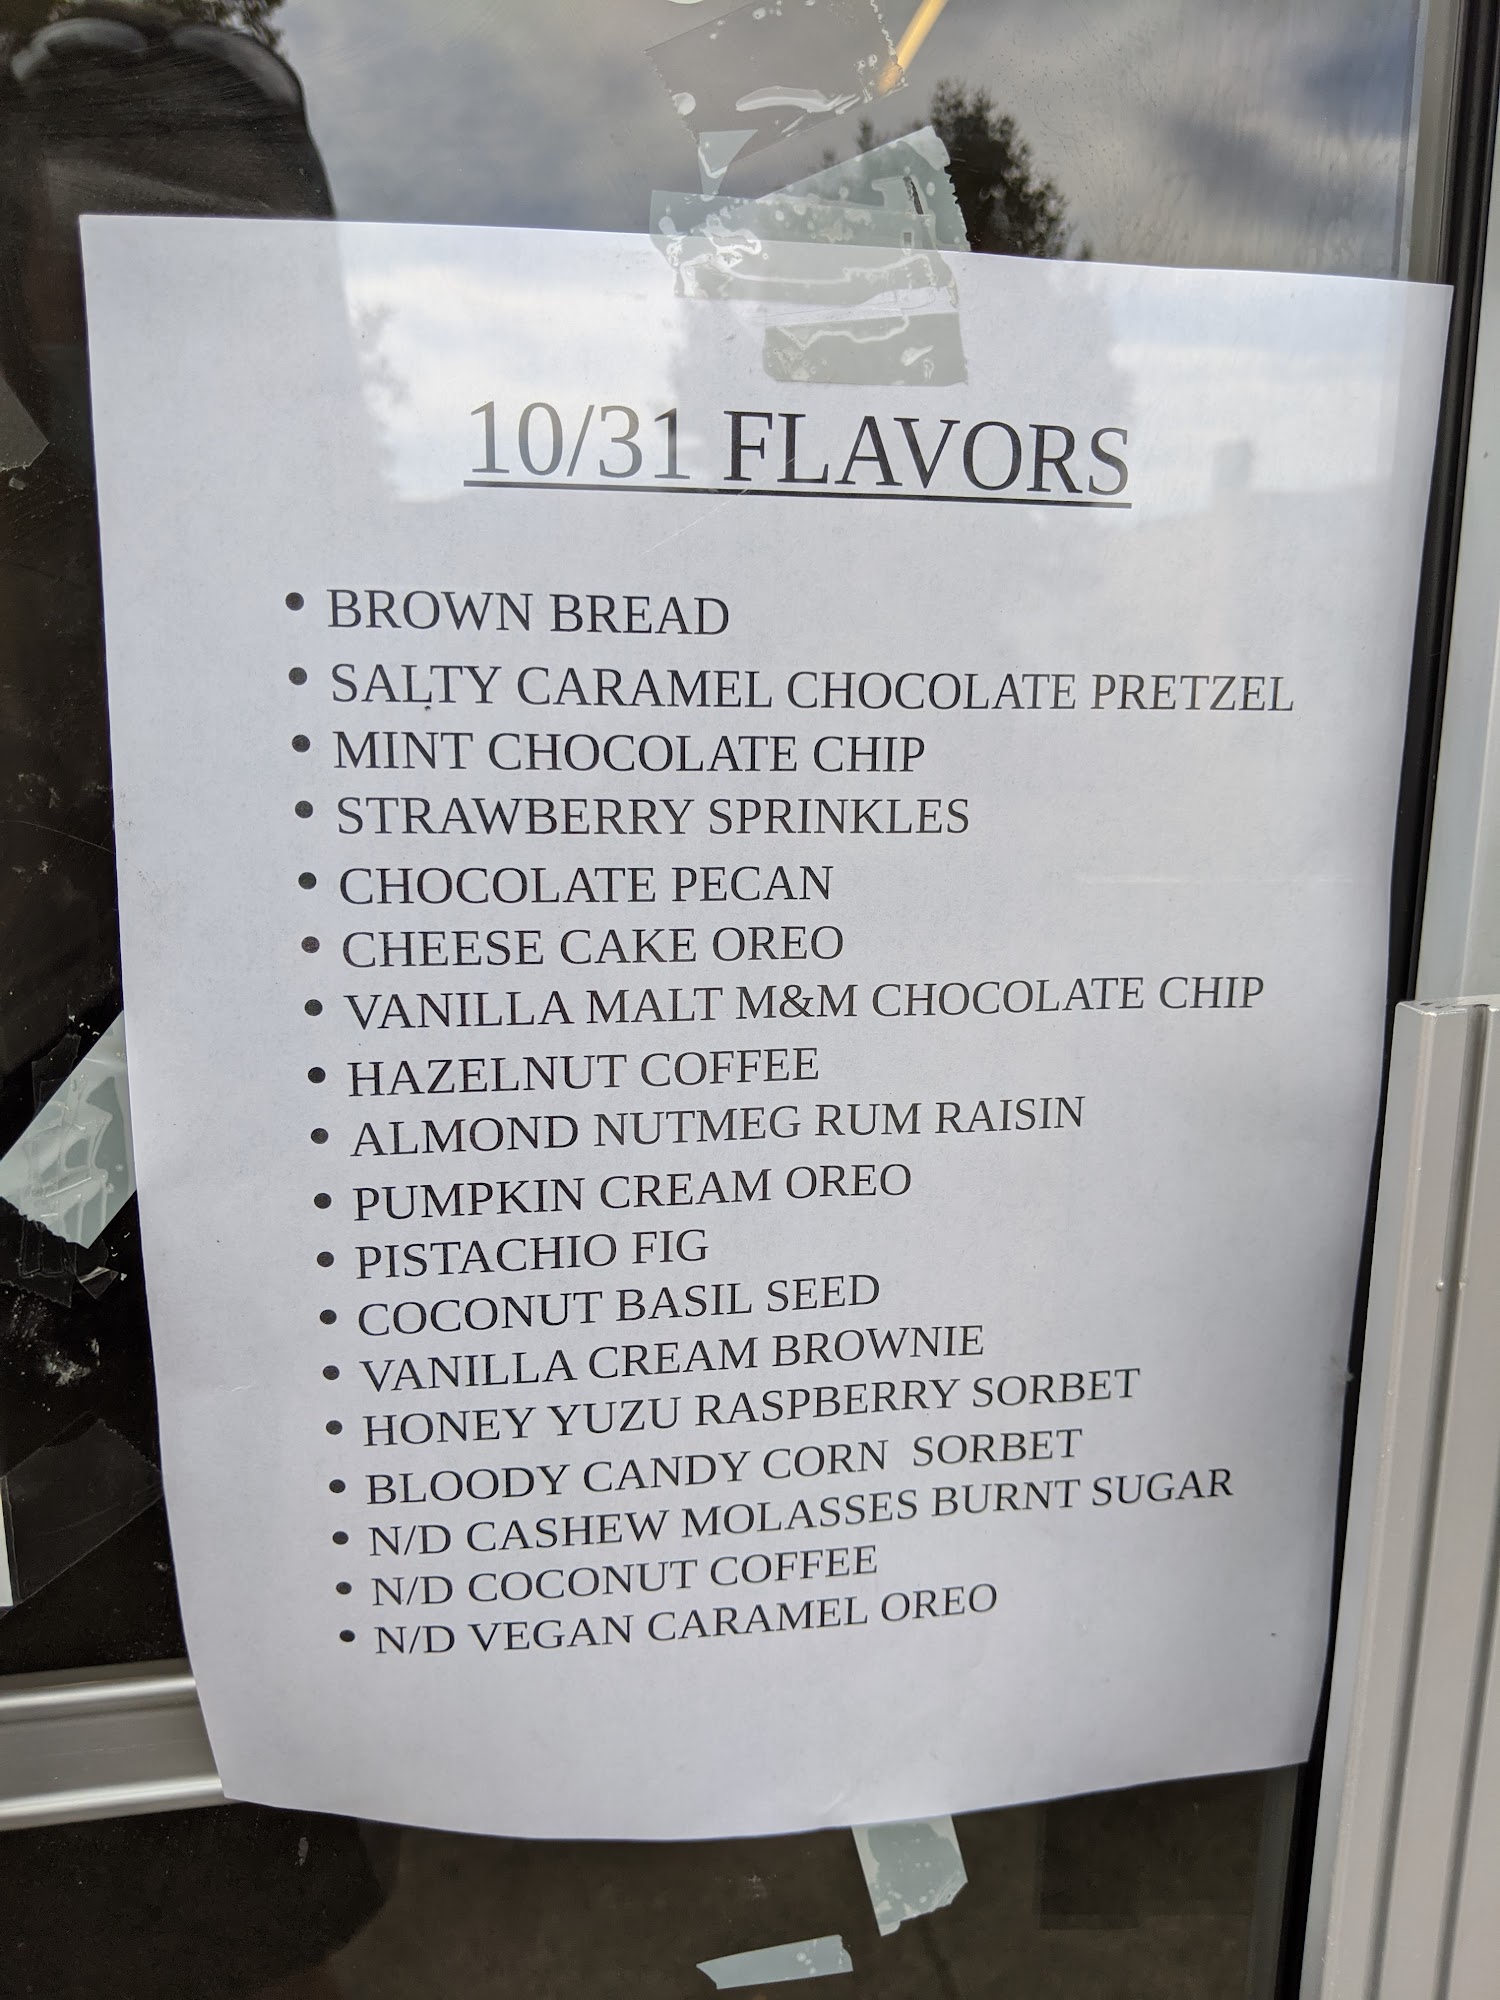 10/31 FLAVORS
• BROWN BREAD
• SALTY CARAMEL CHOCOLATE PRETZEL
• MINT CHOCOLATE CHIP
• STRAWBERRY SPRINKLES
• CHOCOLATE PECAN
• CHEESE CAKE OREO
• VANILLA MALT M&M CHOCOLATE CHIP
• HAZELNUT COFFEE
• ALMOND NUTMEG RUM RAISIN
• PUMPKIN CREAM OREO
• PISTACHIO FIG
• COCONUT BASIL SEED
• VANILLA CREAM BROWNIE
• HONEY YUZU RASPBERRY SORBET
• BLOODY CANDY CORN  SORBET
• N/D CASHEW MOLASSES BURNT SUGAR
• N/D COCONUT COFFEE
• N/D VEGAN CARAMEL OREO